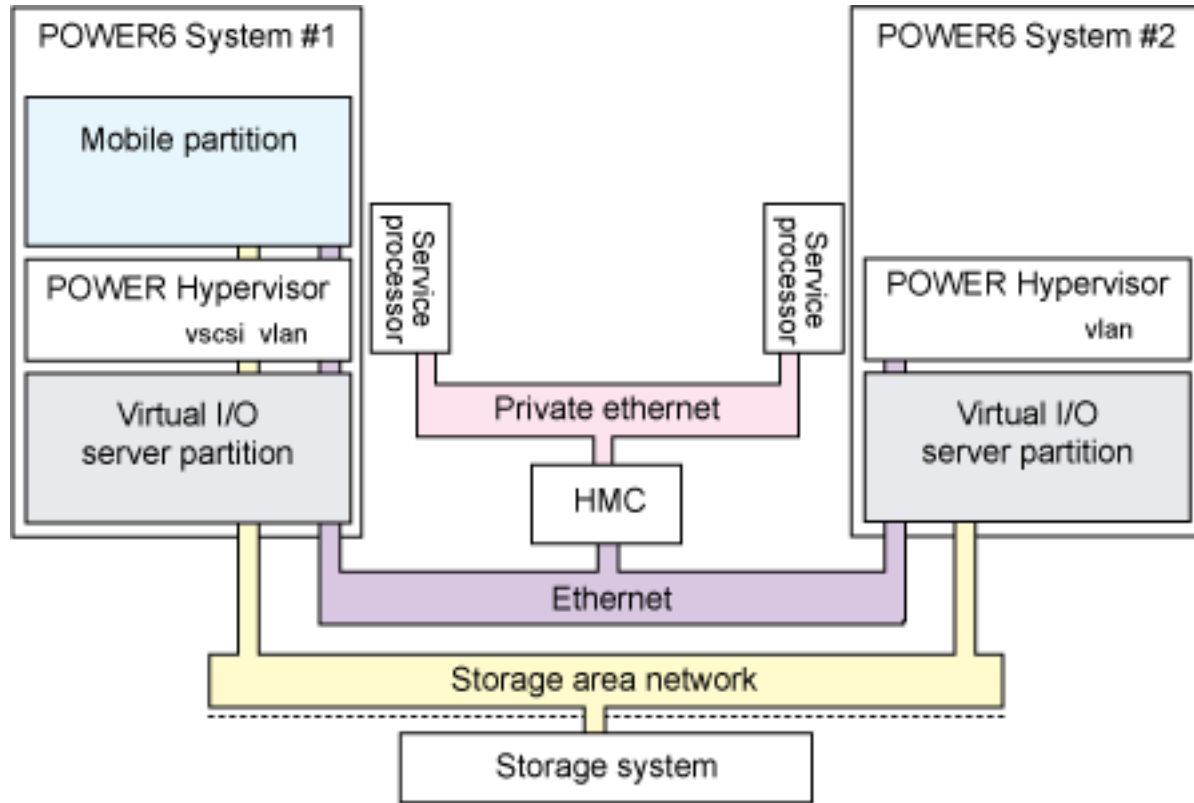 POWER6 System #1
Mobile partition
POWER Hypervisor
vscsi vlan
Virtual I/O
server partition
Service
processor
Service
processor
Private ethernet
HMC
Ethernet
POWER6 System #2
POWER Hypervisor
vlan
Virtual I/O
server partition
Storage area network
Storage system